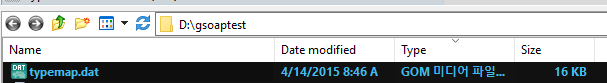 D:\gsoaptest
Name Date modified Type Size
DAT typemap.dat 4/14/2015 8:46 A GOM 미디어 파일... 16 KB